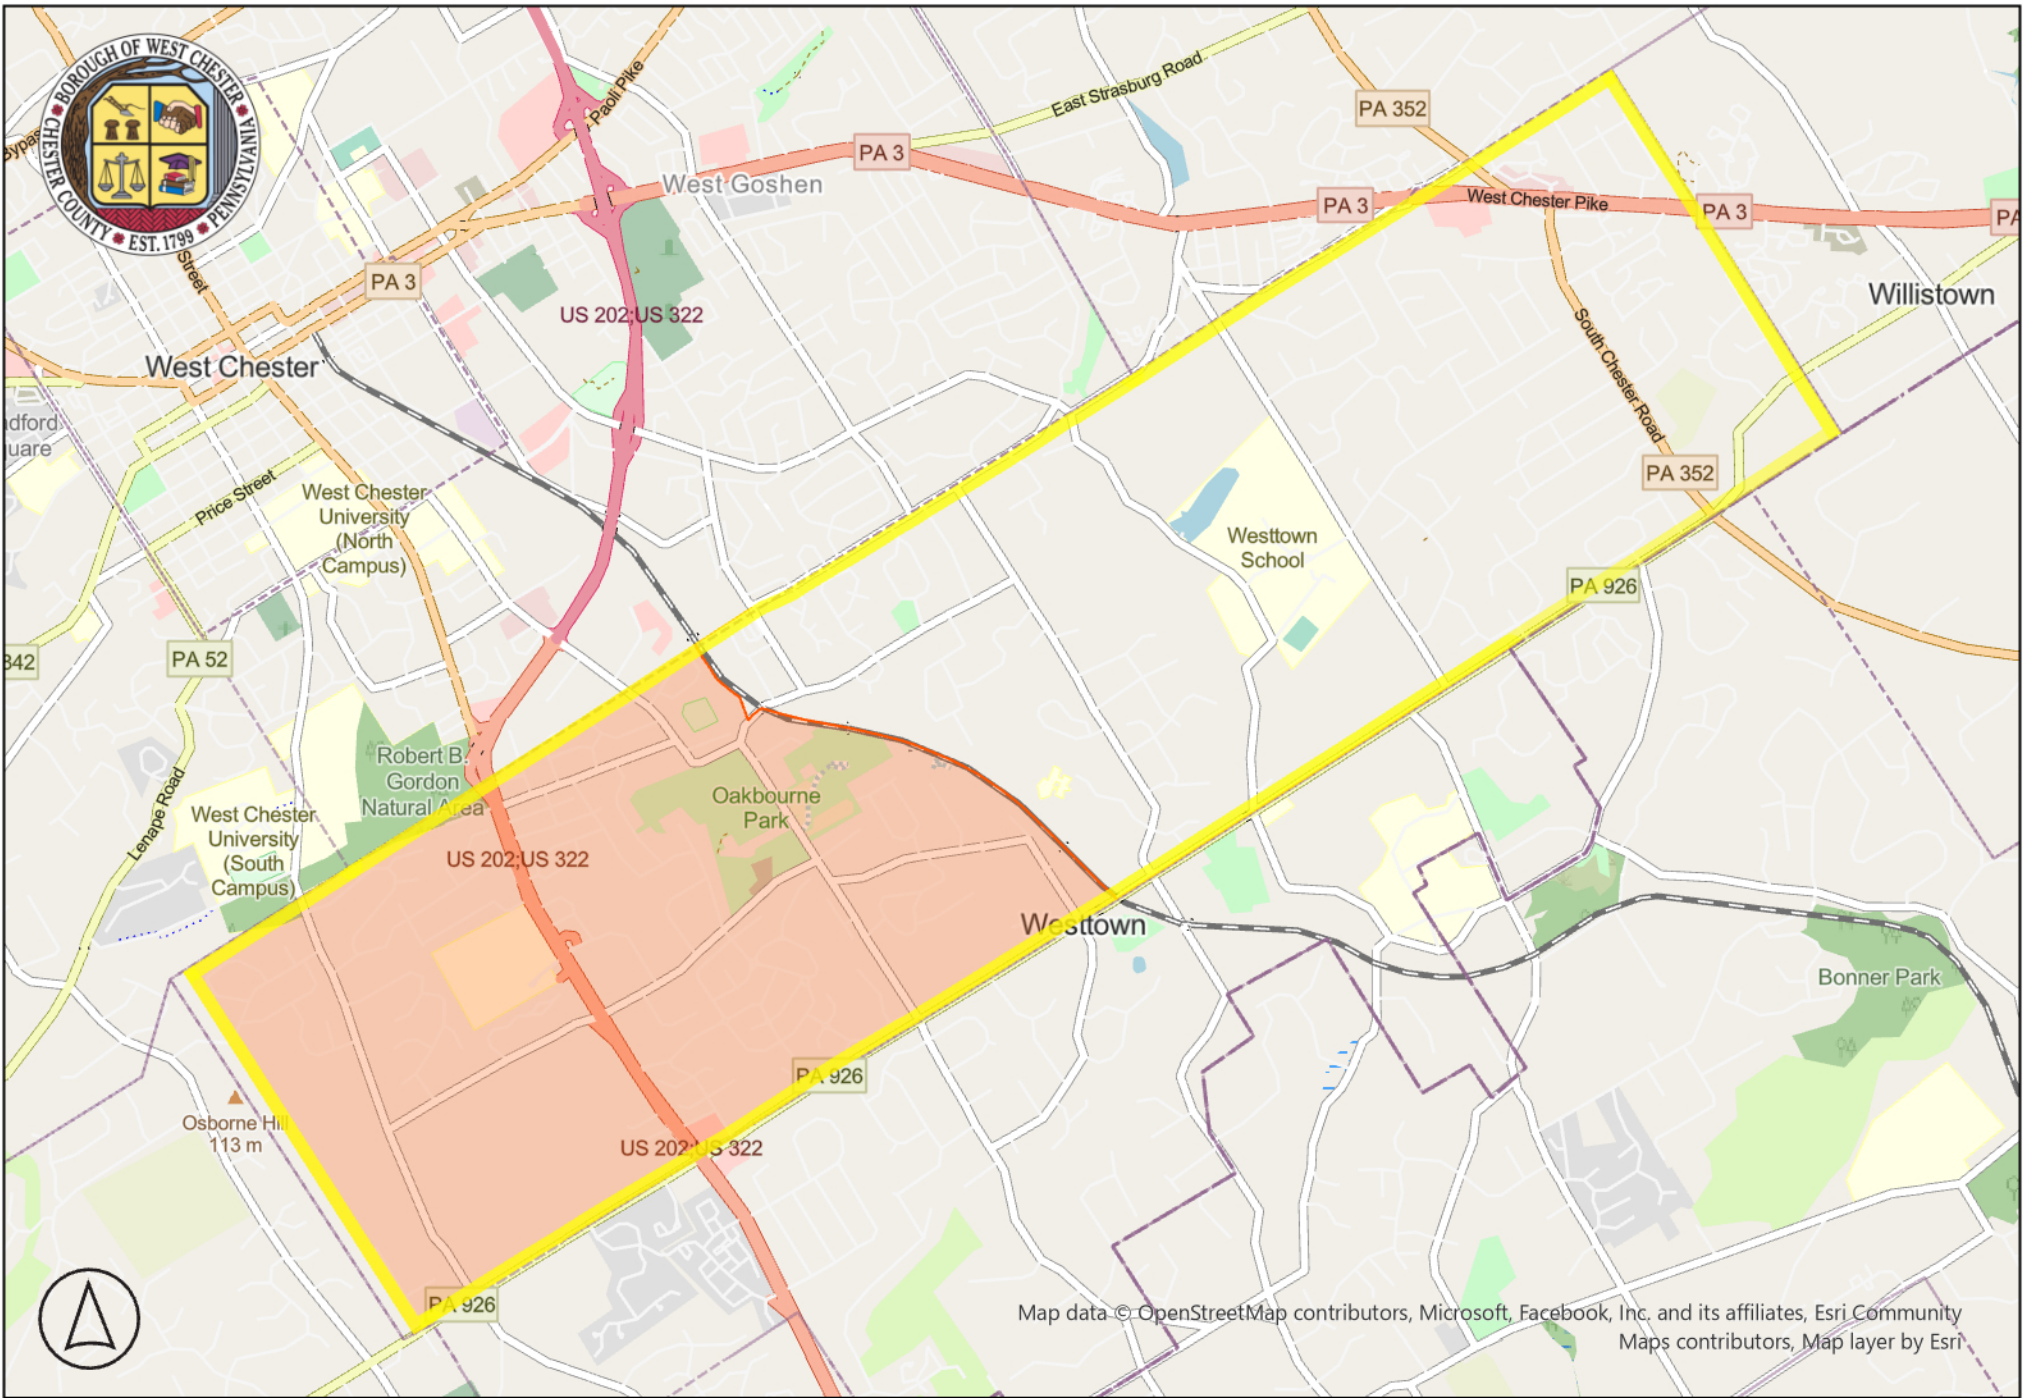 BOROUGH OF WEST CHESTER
CHESTER COUNTY
PENNSYLVANIA
EST. 1799
Bypas
Paoli Pike
East Strasburg Road
PA 352
PA 3
West Goshen
PA 3
West Chester Pike
PA 3
PA
Street
PA 3
US 202;US 322
Willistown
West Chester
South Chester Road
adford
uare
PA 352
Price Street
West Chester
University
(North
Campus)
Westtown
School
PA 926
342
PA 52
Robert B.
Gordon
Natural Area
Oakbourne
Park
Lenape Road
West Chester
University
(South
Campus)
US 202;US 322
Westtown
Bonner Park
PA 926
Osborne Hill
113 m
US 202;US 322
PA 926
Map data © OpenStreetMap contributors, Microsoft, Facebook, Inc. and its affiliates, Esri Community
Maps contributors, Map layer by Esri